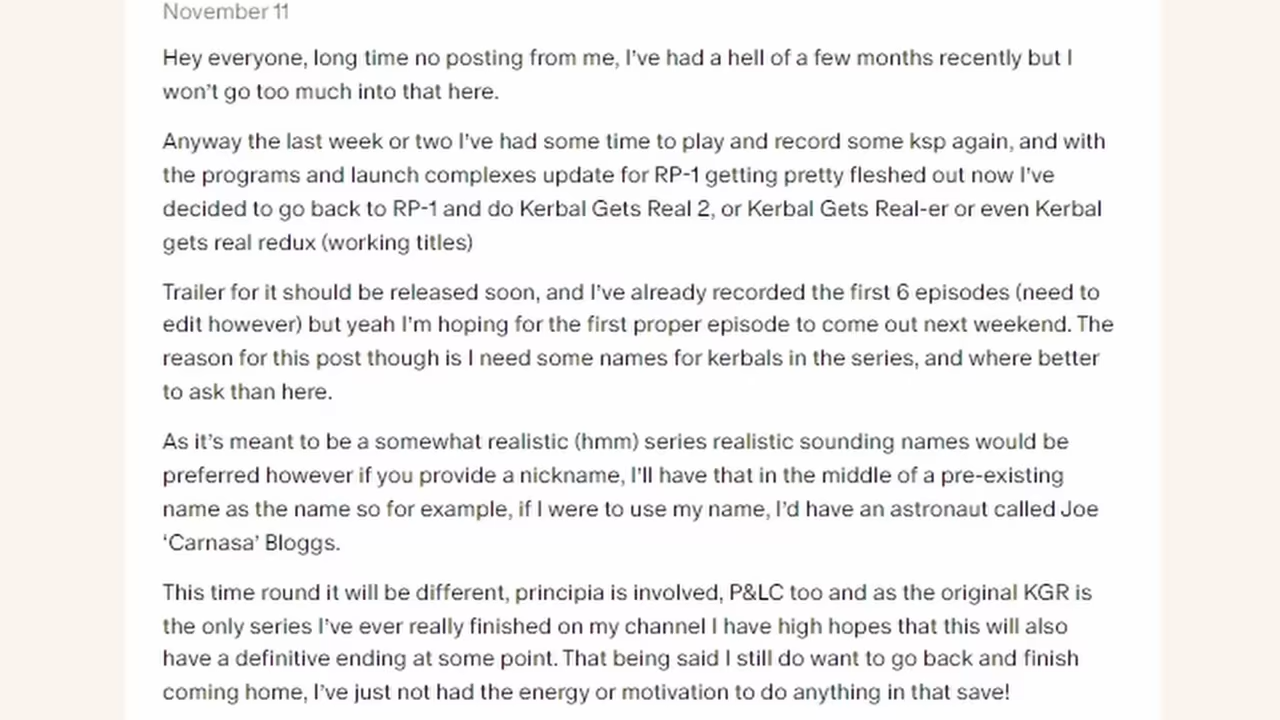 November 11
Hey everyone, long time no posting from me, I've had a hell of a few months recently but I
won't go too much into that here.
Anyway the last week or two I've had some time to play and record some ksp again, and with
the programs and launch complexes update for RP-1 getting pretty fleshed out now I've
decided to go back to RP-1 and do Kerbal Gets Real 2, or Kerbal Gets Real-er or even Kerbal
gets real redux (working titles)
Trailer for it should be released soon, and I've already recorded the first 6 episodes (need to
edit however) but yeah I'm hoping for the first proper episode to come out next weekend. The
reason for this post though is I need some names for kerbals in the series, and where better
to ask than here.
As it's meant to be a somewhat realistic (hmm) series realistic sounding names would be
preferred however if you provide a nickname, I'll have that in the middle of a pre-existing
name as the name so for example, if I were to use my name, I'd have an astronaut called Joe
‘Carnasa’ Bloggs.
This time round it will be different, principia is involved, P&LC too and as the original KGR is
the only series I've ever really finished on my channel I have high hopes that this will also
have a definitive ending at some point. That being said I still do want to go back and finish
coming home, I've just not had the energy or motivation to do anything in that save!